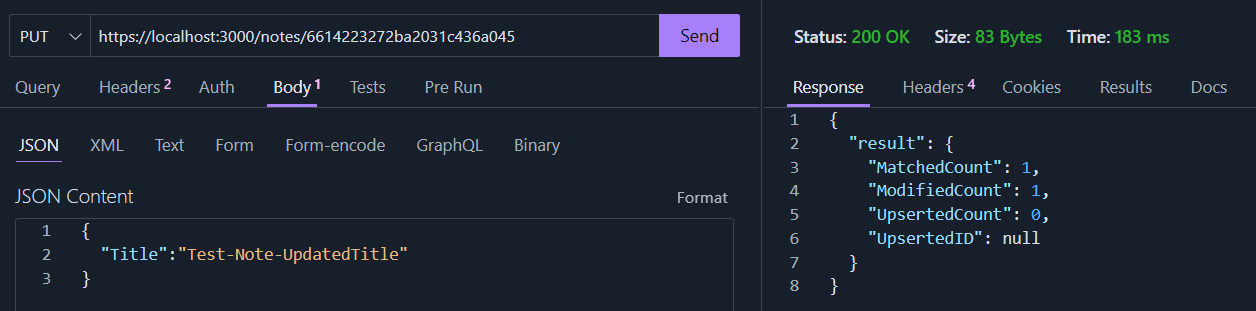 PUT https://localhost:3000/notes/6614223272ba2031c436a045 Send
Query Headers 2 Auth Body 1 Tests Pre Run
JSON XML Text Form Form-encode GraphQL Binary
JSON Content Format
1 {
2 "Title":"Test-Note-UpdatedTitle"
3 }
Status: 200 OK Size: 83 Bytes Time: 183 ms
Response Headers 4 Cookies Results Docs
1 {
2 "result": {
3 "MatchedCount": 1,
4 "ModifiedCount": 1,
5 "UpsertedCount": 0,
6 "UpsertedID": null
7 }
8 }